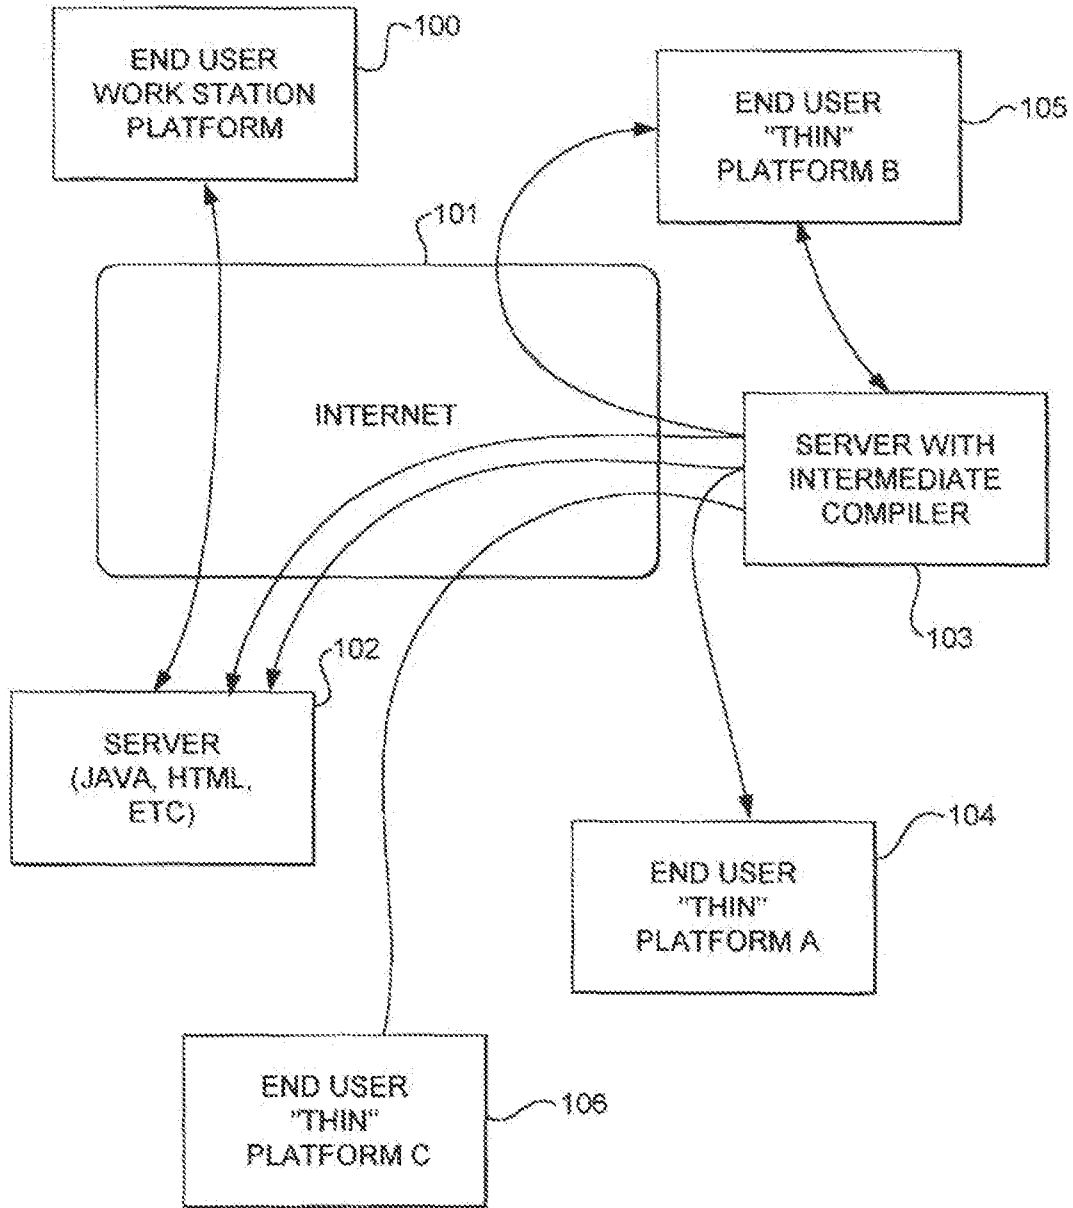 100
END USER
WORK STATION
PLATFORM
END USER
"THIN"
PLATFORM B
105
101
INTERNET
SERVER WITH
INTERMEDIATE
COMPILER
103
102
SERVER
(JAVA, HTML,
ETC)
104
END USER
"THIN"
PLATFORM A
END USER
"THIN"
PLATFORM C
106